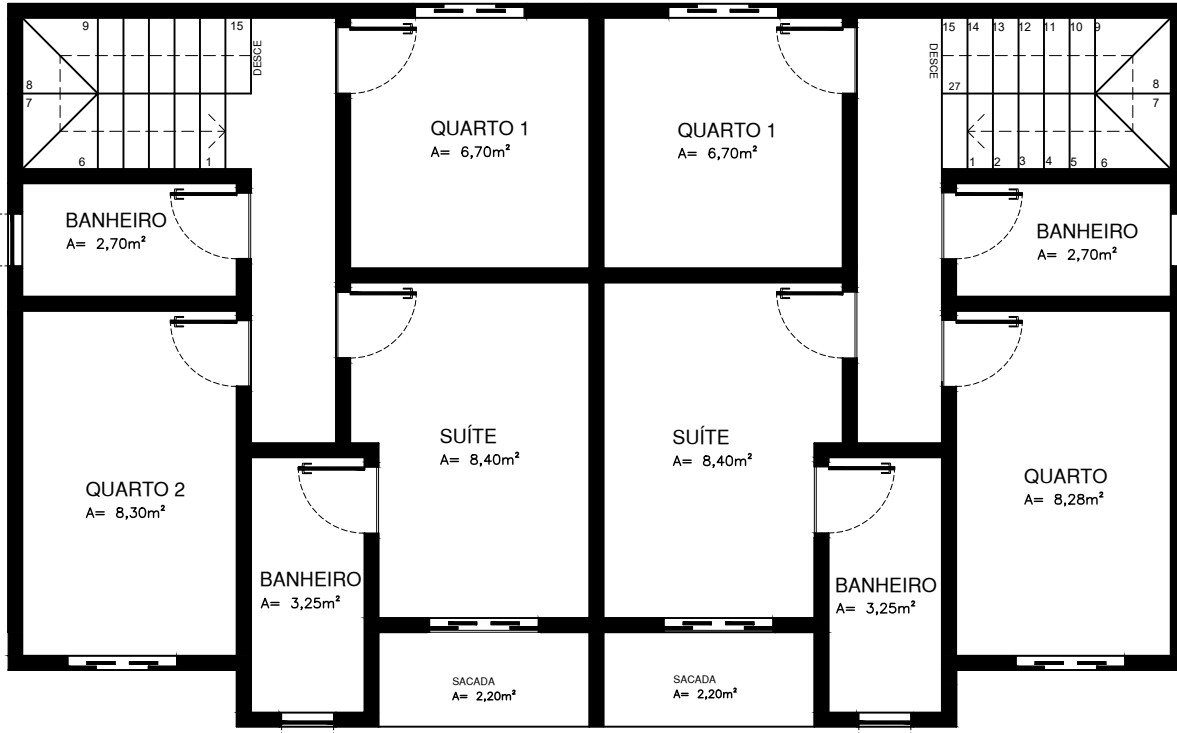 9
15
DESCE
8
7
6
1
QUARTO 1
A= 6,70m²
QUARTO 1
A= 6,70m²
DESCE
15 14 13 12 11 10 9
27
8
7
1 2 3 4 5 6
BANHEIRO
A= 2,70m²
BANHEIRO
A= 2,70m²
SUÍTE
A= 8,40m²
SUÍTE
A= 8,40m²
QUARTO 2
A= 8,30m²
QUARTO
A= 8,28m²
BANHEIRO
A= 3,25m²
BANHEIRO
A= 3,25m²
SACADA
A= 2,20m²
SACADA
A= 2,20m²